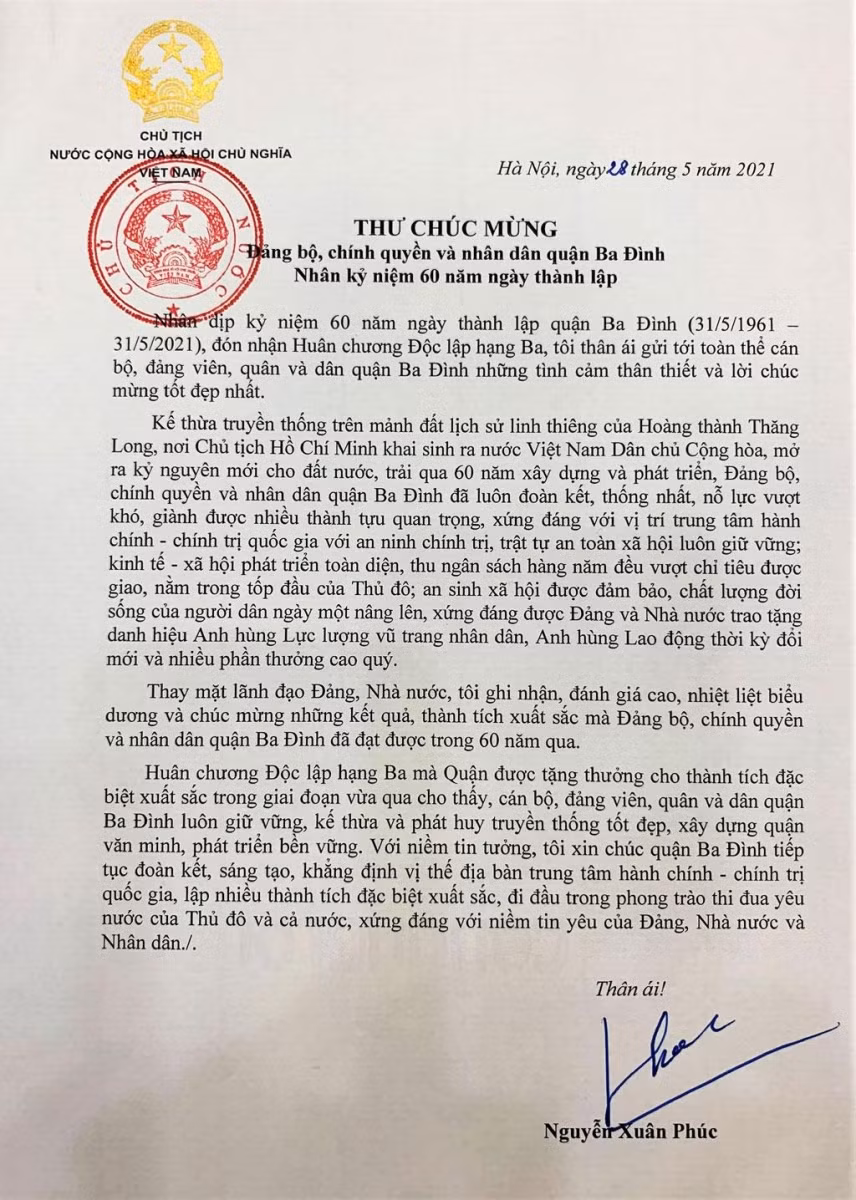 CHỦ TỊCH
NƯỚC CỘNG HÒA XÃ HỘI CHỦ NGHĨA
VIỆT NAM
CHỦ TỊCH NƯỚC
Hà Nội, ngày 28 tháng 5 năm 2021
THƯ CHÚC MỪNG
Đảng bộ, chính quyền và nhân dân quận Ba Đình
Nhân kỷ niệm 60 năm ngày thành lập
Nhân dịp kỷ niệm 60 năm ngày thành lập quận Ba Đình (31/5/1961 –
31/5/2021), đón nhận Huân chương Độc lập hạng Ba, tôi thân ái gửi tới toàn thể cán
bộ, đảng viên, quân và dân quận Ba Đình những tình cảm thân thiết và lời chúc
mừng tốt đẹp nhất.
Kế thừa truyền thống trên mảnh đất lịch sử linh thiêng của Hoàng thành Thăng
Long, nơi Chủ tịch Hồ Chí Minh khai sinh ra nước Việt Nam Dân chủ Cộng hòa, mở
ra kỷ nguyên mới cho đất nước, trải qua 60 năm xây dựng và phát triển, Đảng bộ,
chính quyền và nhân dân quận Ba Đình đã luôn đoàn kết, thống nhất, nỗ lực vượt
khó, giành được nhiều thành tựu quan trọng, xứng đáng với vị trí trung tâm hành
chính - chính trị quốc gia với an ninh chính trị, trật tự an toàn xã hội luôn giữ vững;
kinh tế - xã hội phát triển toàn diện, thu ngân sách hàng năm đều vượt chỉ tiêu được
giao, nằm trong tốp đầu của Thủ đô; an sinh xã hội được đảm bảo, chất lượng đời
sống của người dân ngày một nâng lên, xứng đáng được Đảng và Nhà nước trao tặng
danh hiệu Anh hùng Lực lượng vũ trang nhân dân, Anh hùng Lao động thời kỳ đổi
mới và nhiều phần thưởng cao quý.
Thay mặt lãnh đạo Đảng, Nhà nước, tôi ghi nhận, đánh giá cao, nhiệt liệt biểu
dương và chúc mừng những kết quả, thành tích xuất sắc mà Đảng bộ, chính quyền
và nhân dân quận Ba Đình đã đạt được trong 60 năm qua.
Huân chương Độc lập hạng Ba mà Quận được tặng thưởng cho thành tích đặc
biệt xuất sắc trong giai đoạn vừa qua cho thấy, cán bộ, đảng viên, quân và dân quận
Ba Đình luôn giữ vững, kế thừa và phát huy truyền thống tốt đẹp, xây dựng quận
văn minh, phát triển bền vững. Với niềm tin tưởng, tôi xin chúc quận Ba Đình tiếp
tục đoàn kết, sáng tạo, khẳng định vị thế địa bàn trung tâm hành chính - chính trị
quốc gia, lập nhiều thành tích đặc biệt xuất sắc, đi đầu trong phong trào thi đua yêu
nước của Thủ đô và cả nước, xứng đáng với niềm tin yêu của Đảng, Nhà nước và
Nhân dân./.
Thân ái!
Nguyễn Xuân Phúc